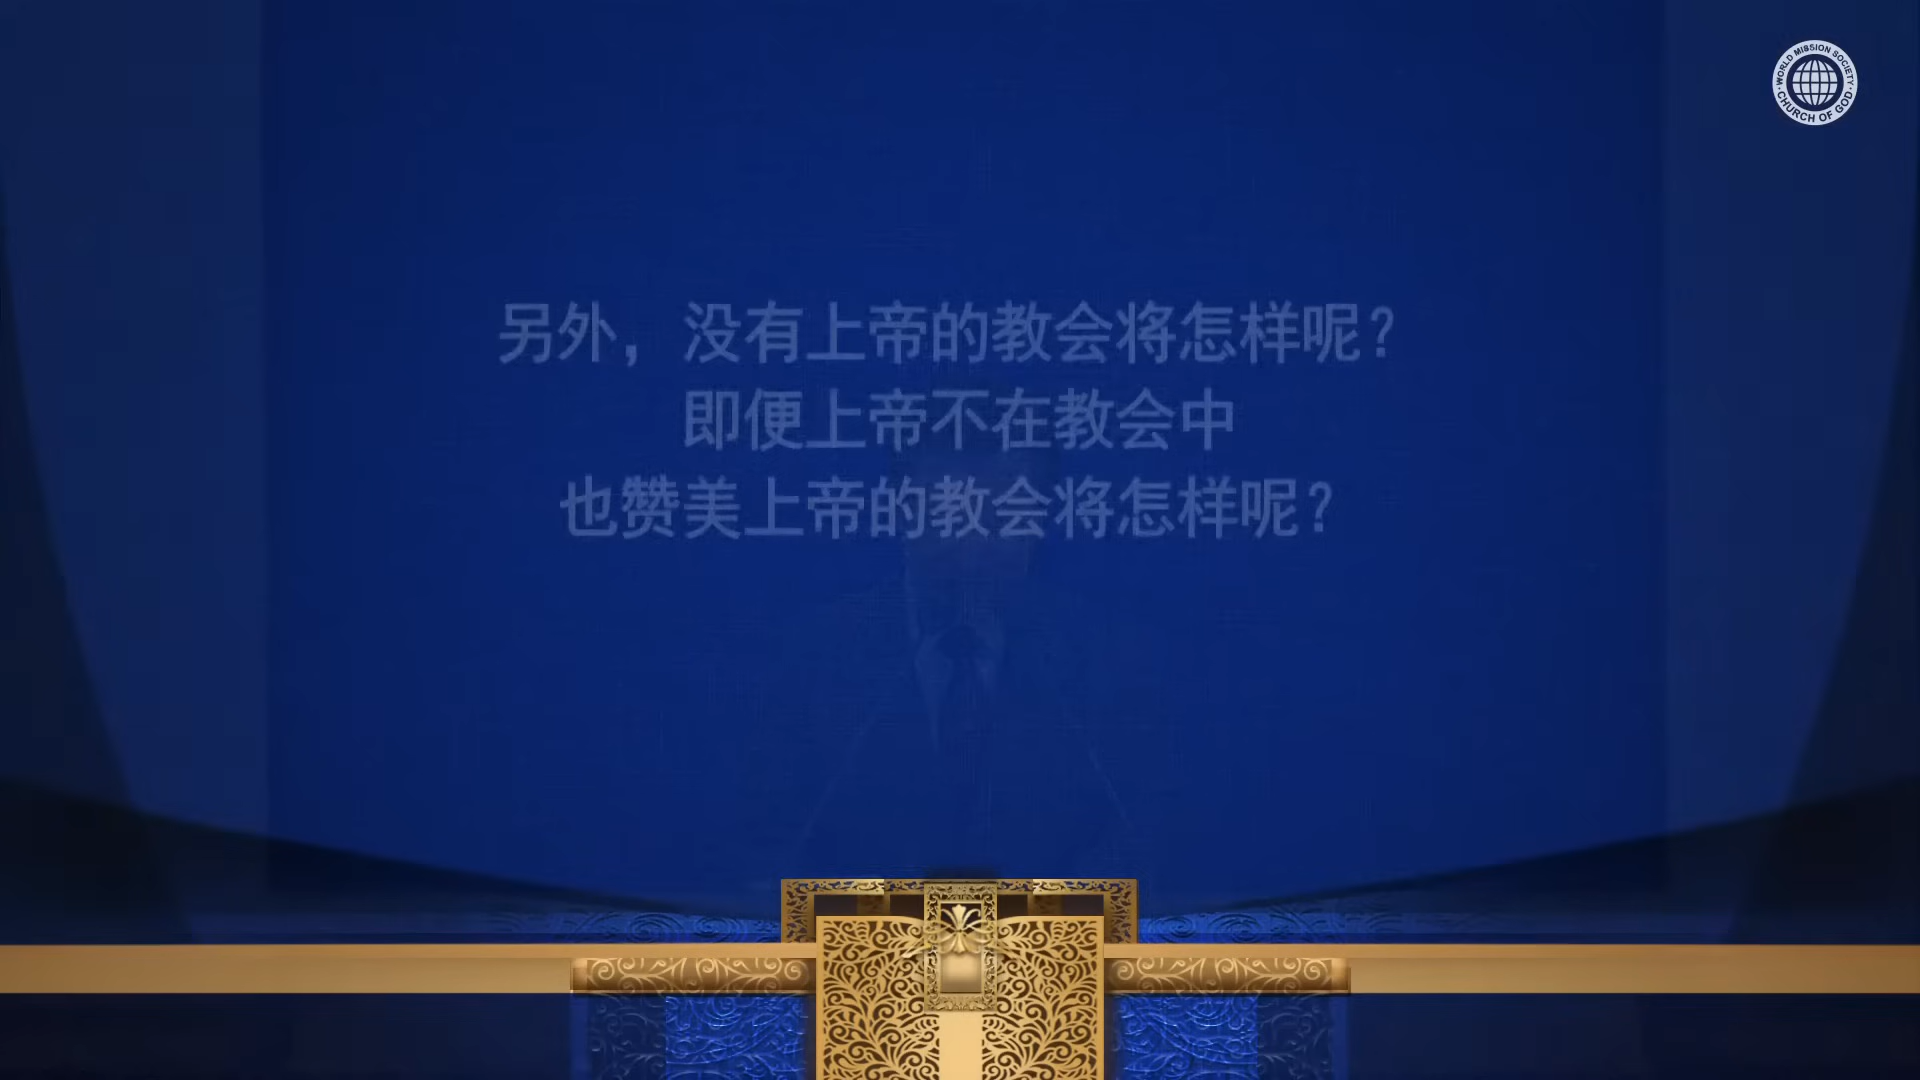 WORLD MISSION SOCIETY
CHURCH OF GOD
另外，没有上帝的教会将怎样呢？
即便上帝不在教会中
也赞美上帝的教会将怎样呢？